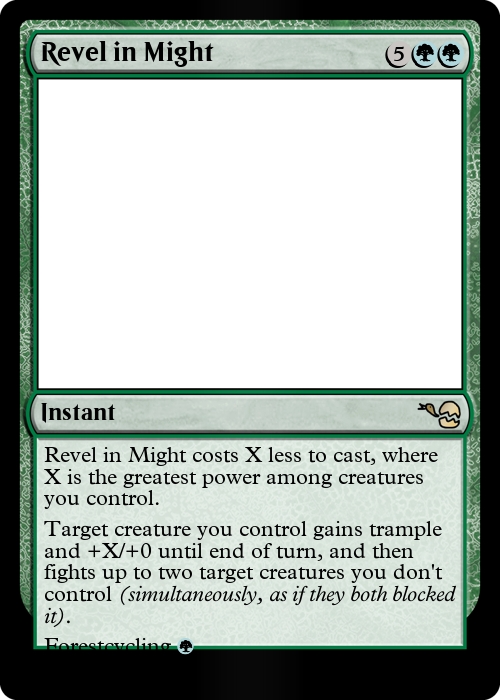 Revel in Might 5
Instant
Revel in Might costs X less to cast, where
X is the greatest power among creatures
you control.
Target creature you control gains trample
and +X/+0 until end of turn, and then
fights up to two target creatures you don't
control (simultaneously, as if they both blocked
it).
Forestcycling